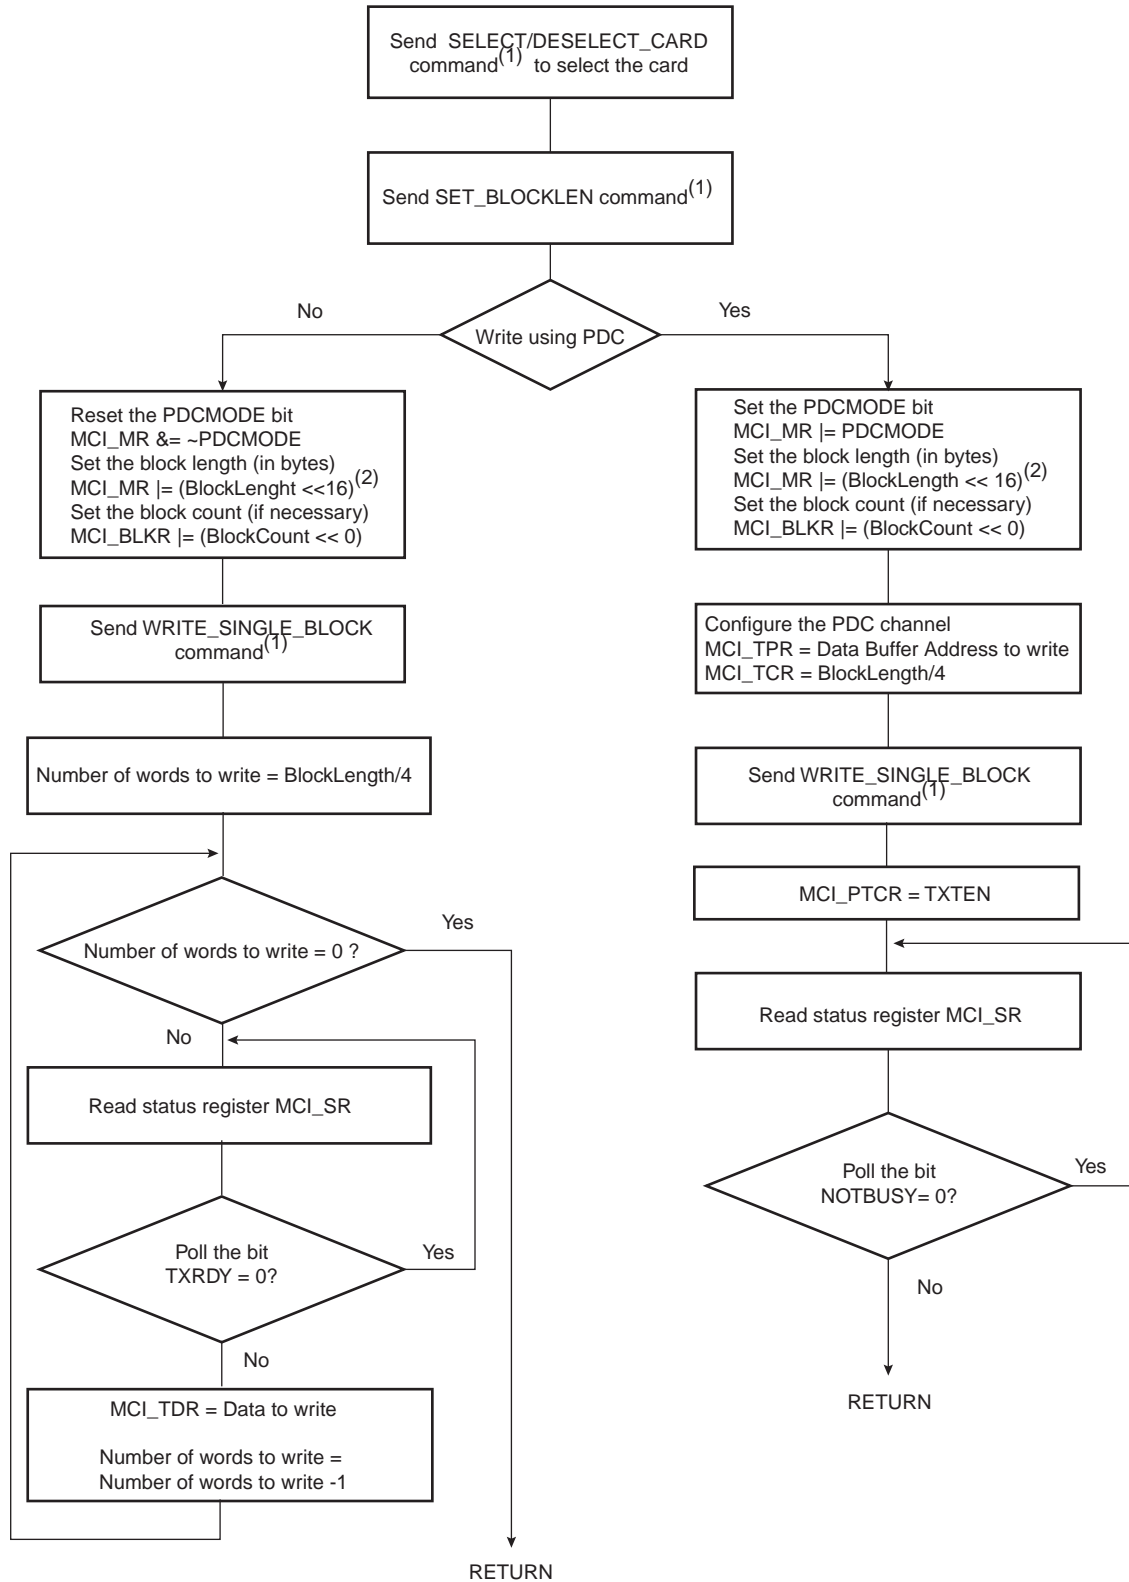 Send SELECT/DESELECT_CARD
command(1) to select the card
Send SET_BLOCKLEN command(1)
No
Yes
Write using PDC
Reset the PDCMODE bit
MCI_MR &= ~PDCMODE
Set the block length (in bytes)
MCI_MR |= (BlockLenght <<16)(2)
Set the block count (if necessary)
MCI_BLKR |= (BlockCount << 0)
Send WRITE_SINGLE_BLOCK
command(1)
Number of words to write = BlockLength/4
Number of words to write = 0 ?
Yes
No
Read status register MCI_SR
Poll the bit
TXRDY = 0?
Yes
No
MCI_TDR = Data to write
Number of words to write =
Number of words to write -1
RETURN
Set the PDCMODE bit
MCI_MR |= PDCMODE
Set the block length (in bytes)
MCI_MR |= (BlockLength << 16)(2)
Set the block count (if necessary)
MCI_BLKR |= (BlockCount << 0)
Configure the PDC channel
MCI_TPR = Data Buffer Address to write
MCI_TCR = BlockLength/4
Send WRITE_SINGLE_BLOCK
command(1)
MCI_PTCR = TXTEN
Read status register MCI_SR
Poll the bit
NOTBUSY= 0?
Yes
No
RETURN